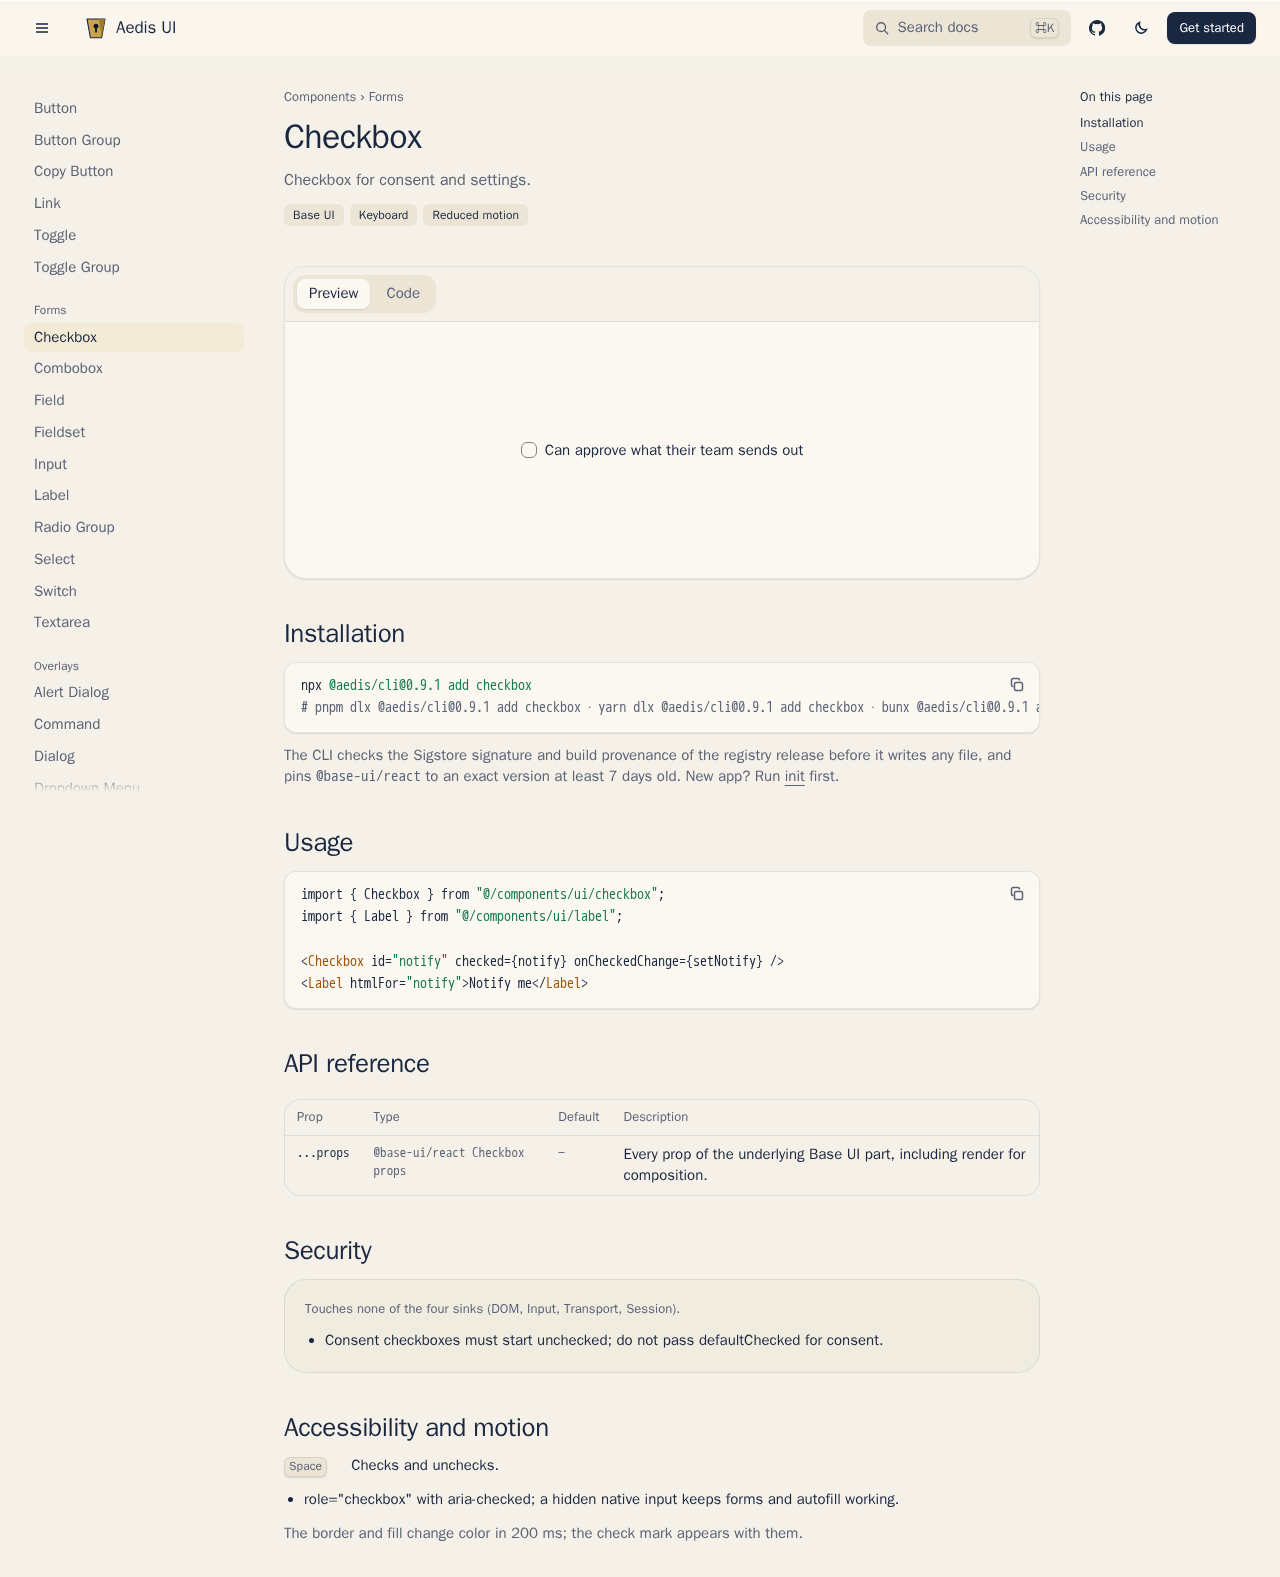 Aedis UI
Search docs
⌘K
Get started
Button
Button Group
Copy Button
Link
Toggle
Toggle Group
Forms
Checkbox
Combobox
Field
Fieldset
Input
Label
Radio Group
Select
Switch
Textarea
Overlays
Alert Dialog
Command
Dialog
Dropdown Menu
Components › Forms
Checkbox
Checkbox for consent and settings.
Base UI
Keyboard
Reduced motion
Preview
Code
Can approve what their team sends out
Installation
npx @aedis/cli@0.9.1 add checkbox
# pnpm dlx @aedis/cli@0.9.1 add checkbox · yarn dlx @aedis/cli@0.9.1 add checkbox · bunx @aedis/cli@0.9.1
The CLI checks the Sigstore signature and build provenance of the registry release before it writes any file, and
pins @base-ui/react to an exact version at least 7 days old. New app? Run init first.
Usage
import { Checkbox } from "@/components/ui/checkbox";
import { Label } from "@/components/ui/label";
<Checkbox id="notify" checked={notify} onCheckedChange={setNotify} />
<Label htmlFor="notify">Notify me</Label>
API reference
Prop Type Default Description
...props @base-ui/react Checkbox — Every prop of the underlying Base UI part, including render for
props composition.
Security
Touches none of the four sinks (DOM, Input, Transport, Session).
• Consent checkboxes must start unchecked; do not pass defaultChecked for consent.
Accessibility and motion
Space Checks and unchecks.
• role="checkbox" with aria-checked; a hidden native input keeps forms and autofill working.
The border and fill change color in 200 ms; the check mark appears with them.
On this page
Installation
Usage
API reference
Security
Accessibility and motion